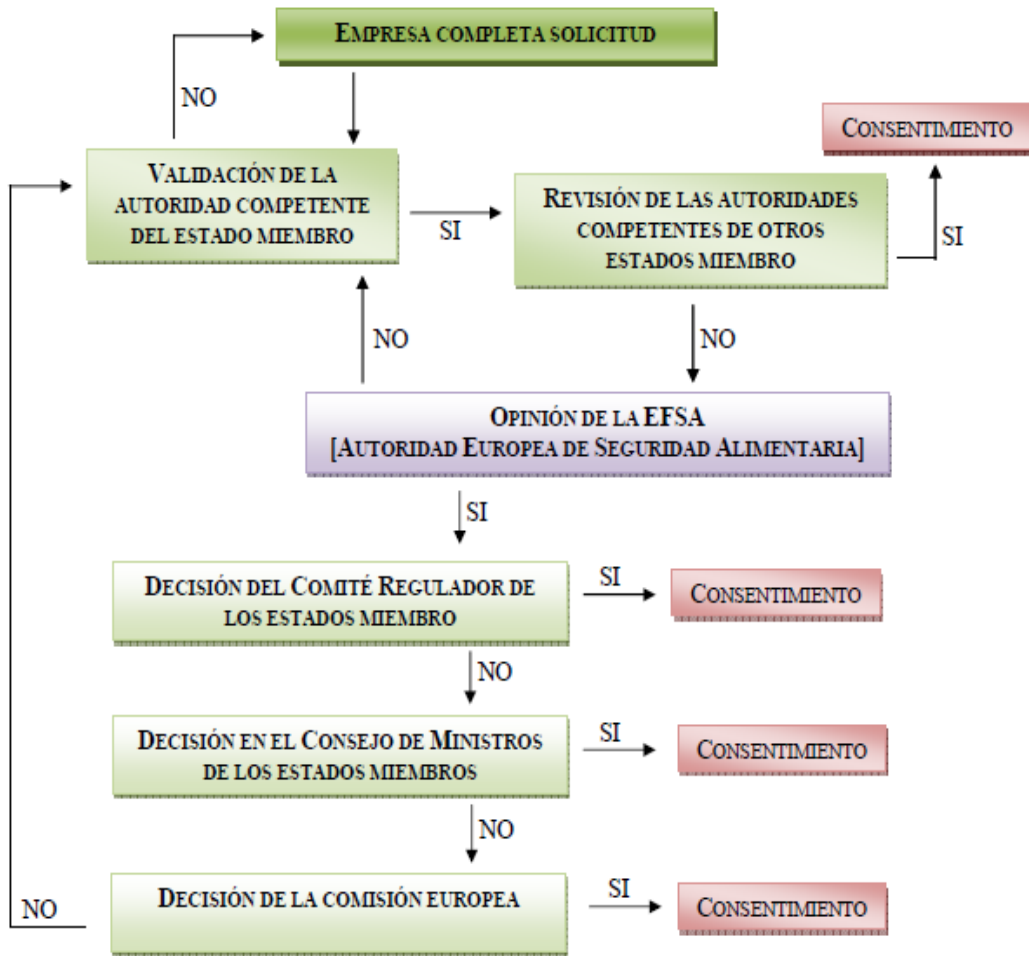 EMPRESA COMPLETA SOLICITUD
NO
CONSENTIMIENTO
VALIDACIÓN DE LA
AUTORIDAD COMPETENTE
DEL ESTADO MIEMBRO
SI
REVISIÓN DE LAS AUTORIDADES
COMPETENTES DE OTROS
ESTADOS MIEMBRO
SI
NO
NO
OPINIÓN DE LA EFSA
[AUTORIDAD EUROPEA DE SEGURIDAD ALIMENTARIA]
SI
DECISIÓN DEL COMITÉ REGULADOR DE
LOS ESTADOS MIEMBRO
SI
CONSENTIMIENTO
NO
DECISIÓN EN EL CONSEJO DE MINISTROS
DE LOS ESTADOS MIEMBROS
SI
CONSENTIMIENTO
NO
DECISIÓN DE LA COMISIÓN EUROPEA
SI
CONSENTIMIENTO
NO